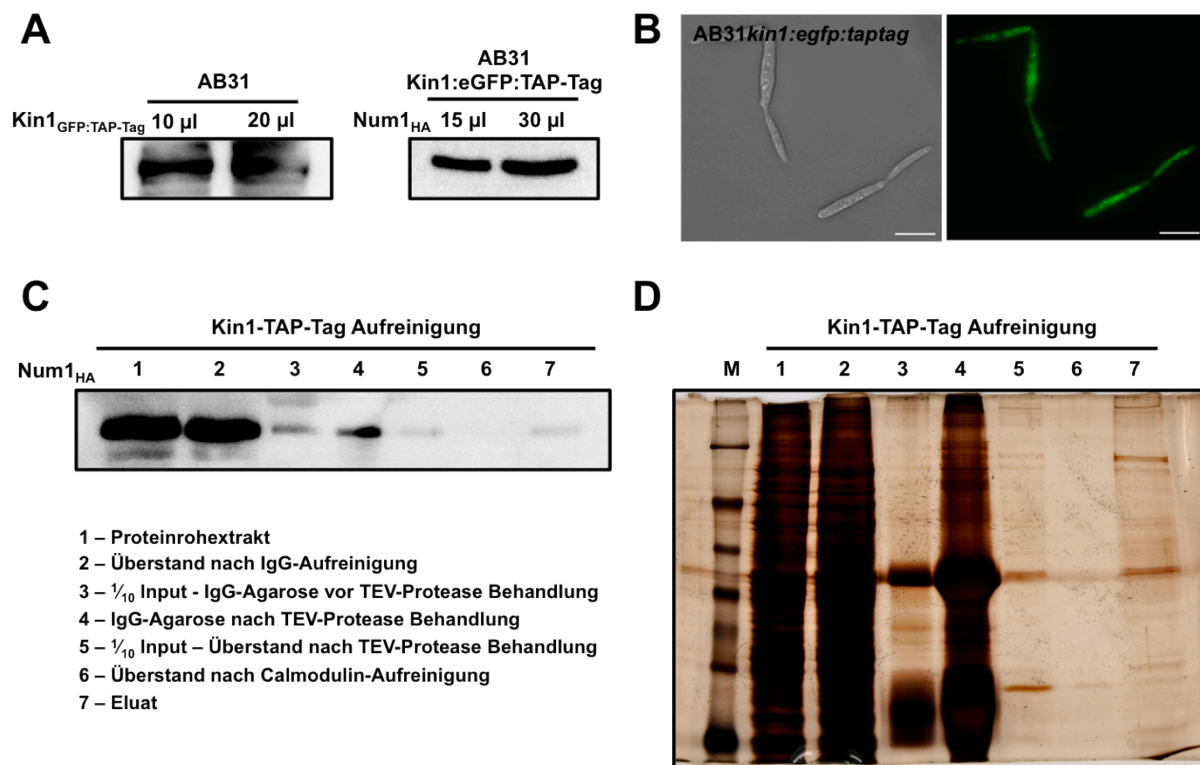 A
AB31
Kin1GFP:TAP-Tag 10 µl 20 µl
AB31
Kin1:eGFP:TAP-Tag
Num1HA 15 µl 30 µl
B
AB31kin1:egfp:taptag
C
Kin1-TAP-Tag Aufreinigung
Num1HA 1 2 3 4 5 6 7
1 – Proteinrohextrakt
2 – Überstand nach IgG-Aufreinigung
3 – 1⁄10 Input - IgG-Agarose vor TEV-Protease Behandlung
4 – IgG-Agarose nach TEV-Protease Behandlung
5 – 1⁄10 Input – Überstand nach TEV-Protease Behandlung
6 – Überstand nach Calmodulin-Aufreinigung
7 – Eluat
D
Kin1-TAP-Tag Aufreinigung
M 1 2 3 4 5 6 7